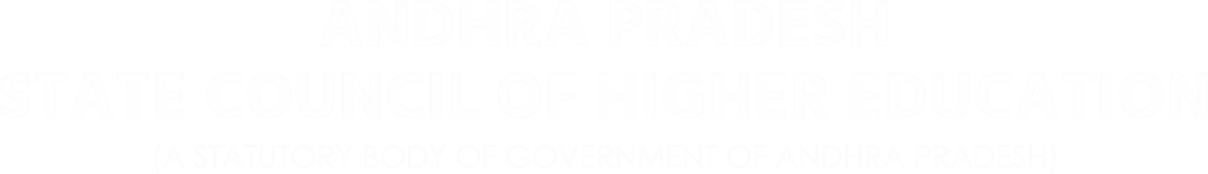 ANDHRA PRADESH
STATE COUNCIL OF HIGHER EDUCATION
(A STATUTORY BODY OF GOVERNMENT OF ANDHRA PRADESH)